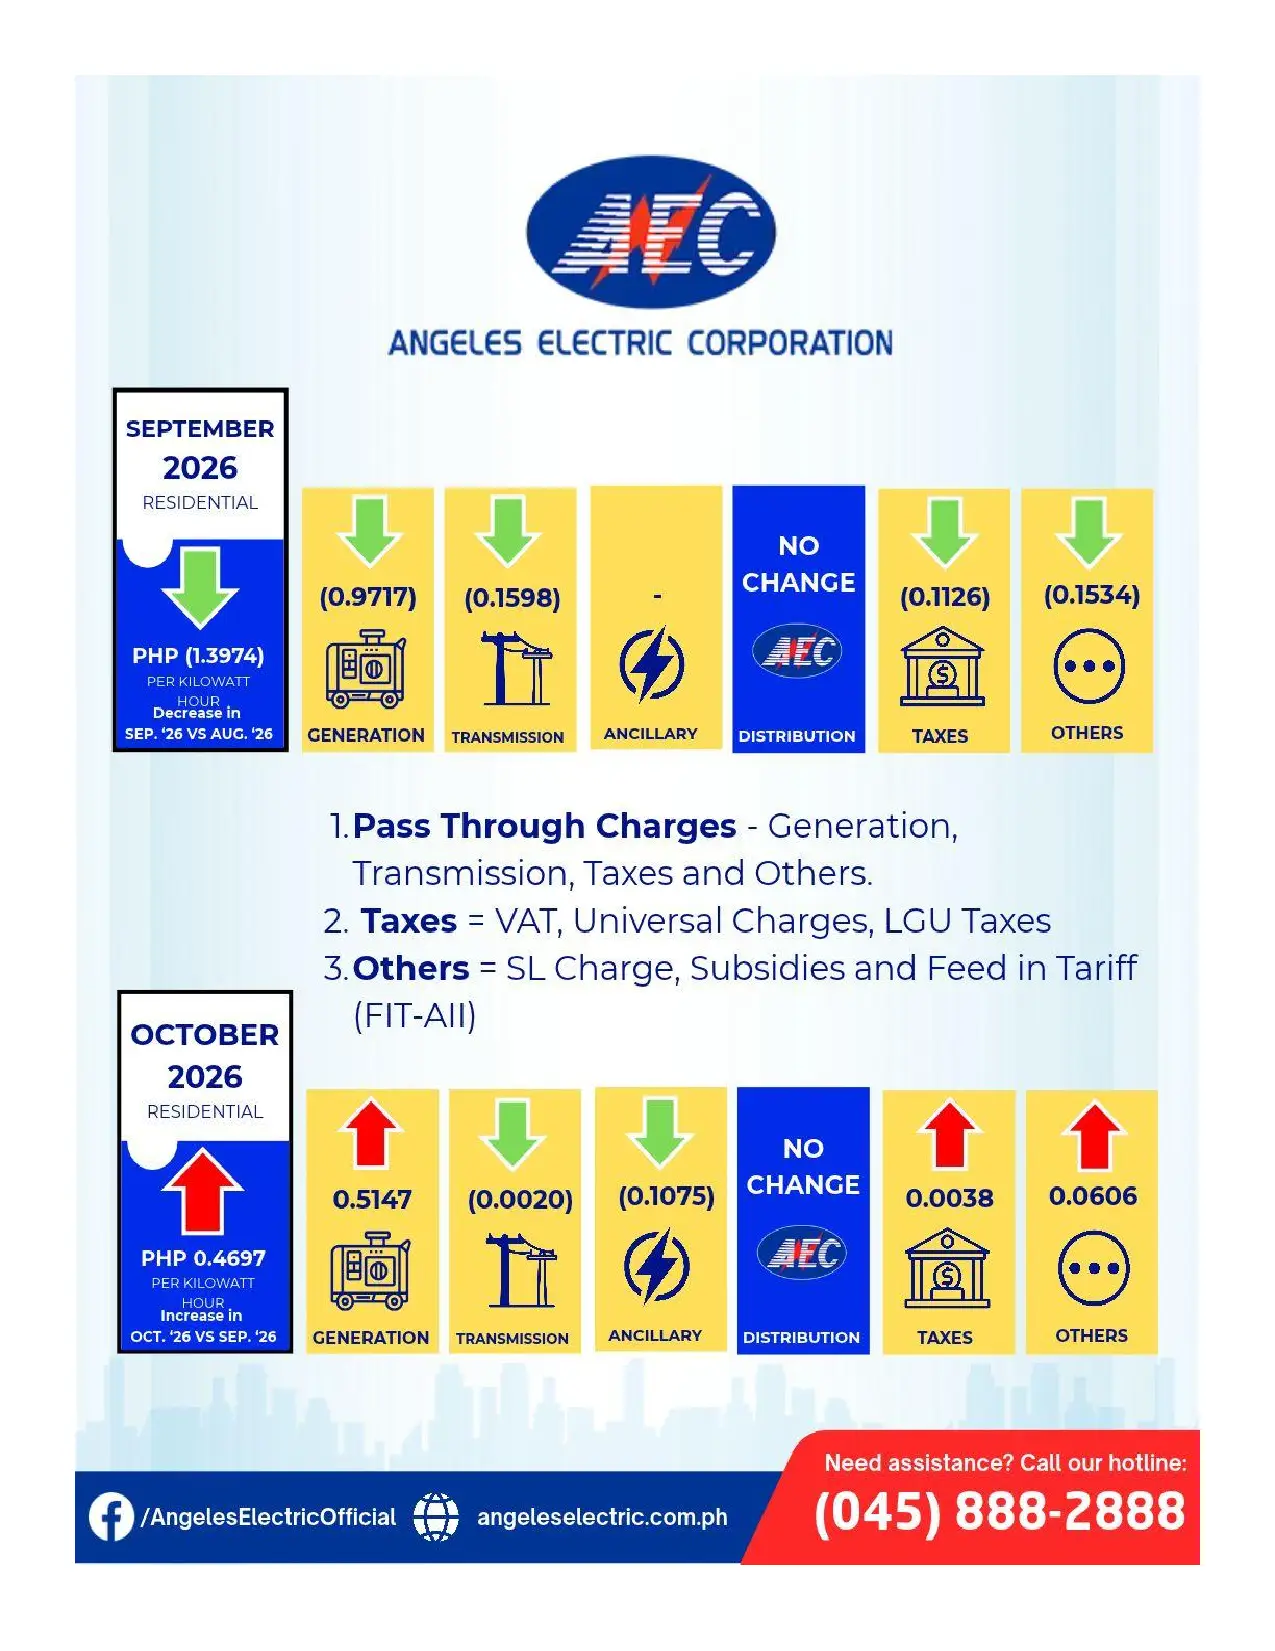 AEC
ANGELES ELECTRIC CORPORATION
SEPTEMBER
2026
RESIDENTIAL
PHP (1.3974)
PER KILOWATT
HOUR
Decrease in
SEP. ‘26 VS AUG. ‘26
(0.9717)
GENERATION
(0.1598)
TRANSMISSION
-
ANCILLARY
NO
CHANGE
AEC
DISTRIBUTION
(0.1126)
$
TAXES
(0.1534)
OTHERS
1. Pass Through Charges - Generation,
Transmission, Taxes and Others.
2. Taxes = VAT, Universal Charges, LGU Taxes
3. Others = SL Charge, Subsidies and Feed in Tariff
(FIT-All)
OCTOBER
2026
RESIDENTIAL
PHP 0.4697
PER KILOWATT
HOUR
Increase in
OCT. ‘26 VS SEP. ‘26
0.5147
GENERATION
(0.0020)
TRANSMISSION
(0.1075)
ANCILLARY
NO
CHANGE
AEC
DISTRIBUTION
0.0038
$
TAXES
0.0606
OTHERS
/AngelesElectricOfficial
angeleselectric.com.ph
Need assistance? Call our hotline:
(045) 888-2888